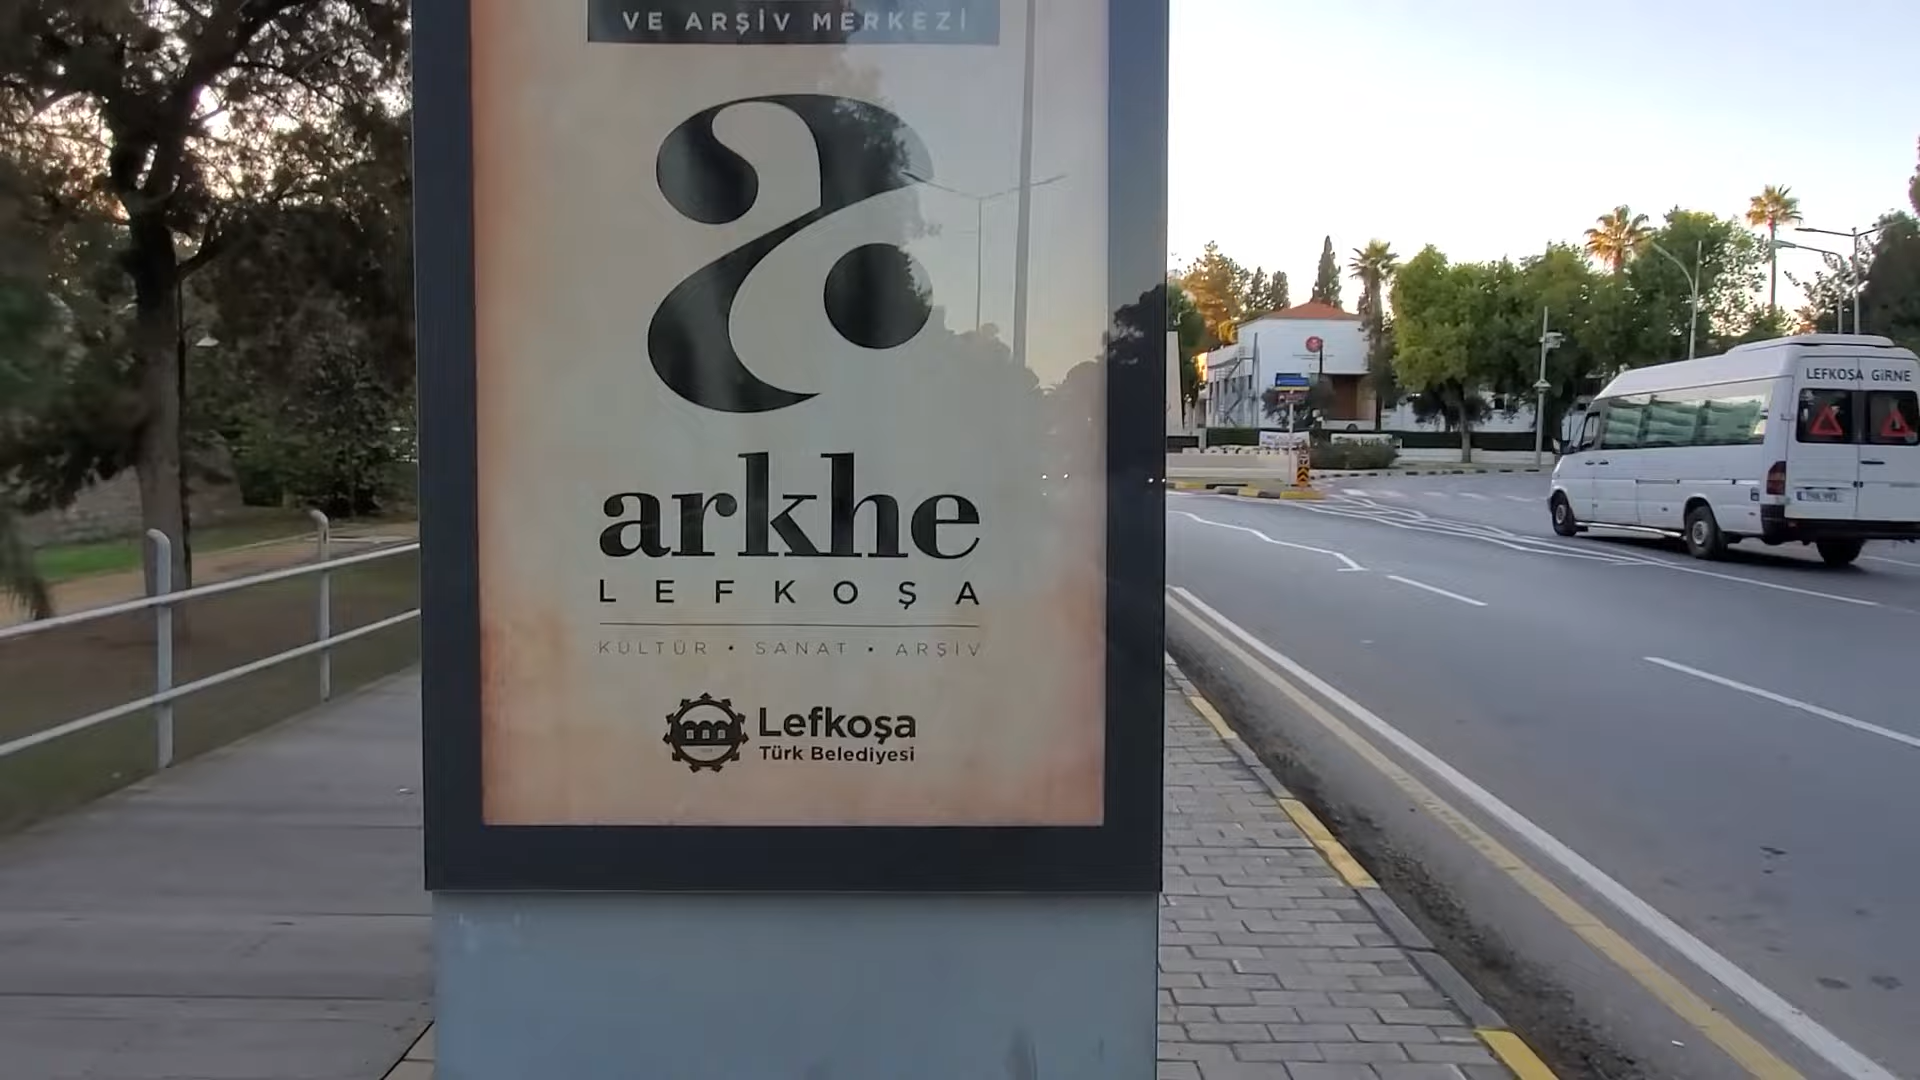 VE ARŞİV MERKEZİ
arkhe
LEFKOŞA
KÜLTÜR • SANAT • ARŞİV
Lefkoşa
Türk Belediyesi
LEFKOŞA GİRNE